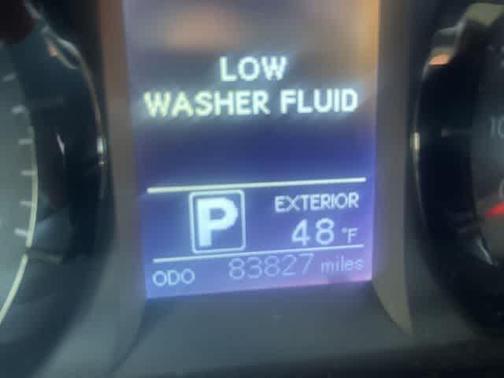 LOW
WASHER FLUID
P
EXTERIOR
48 °F
ODO 83827 miles